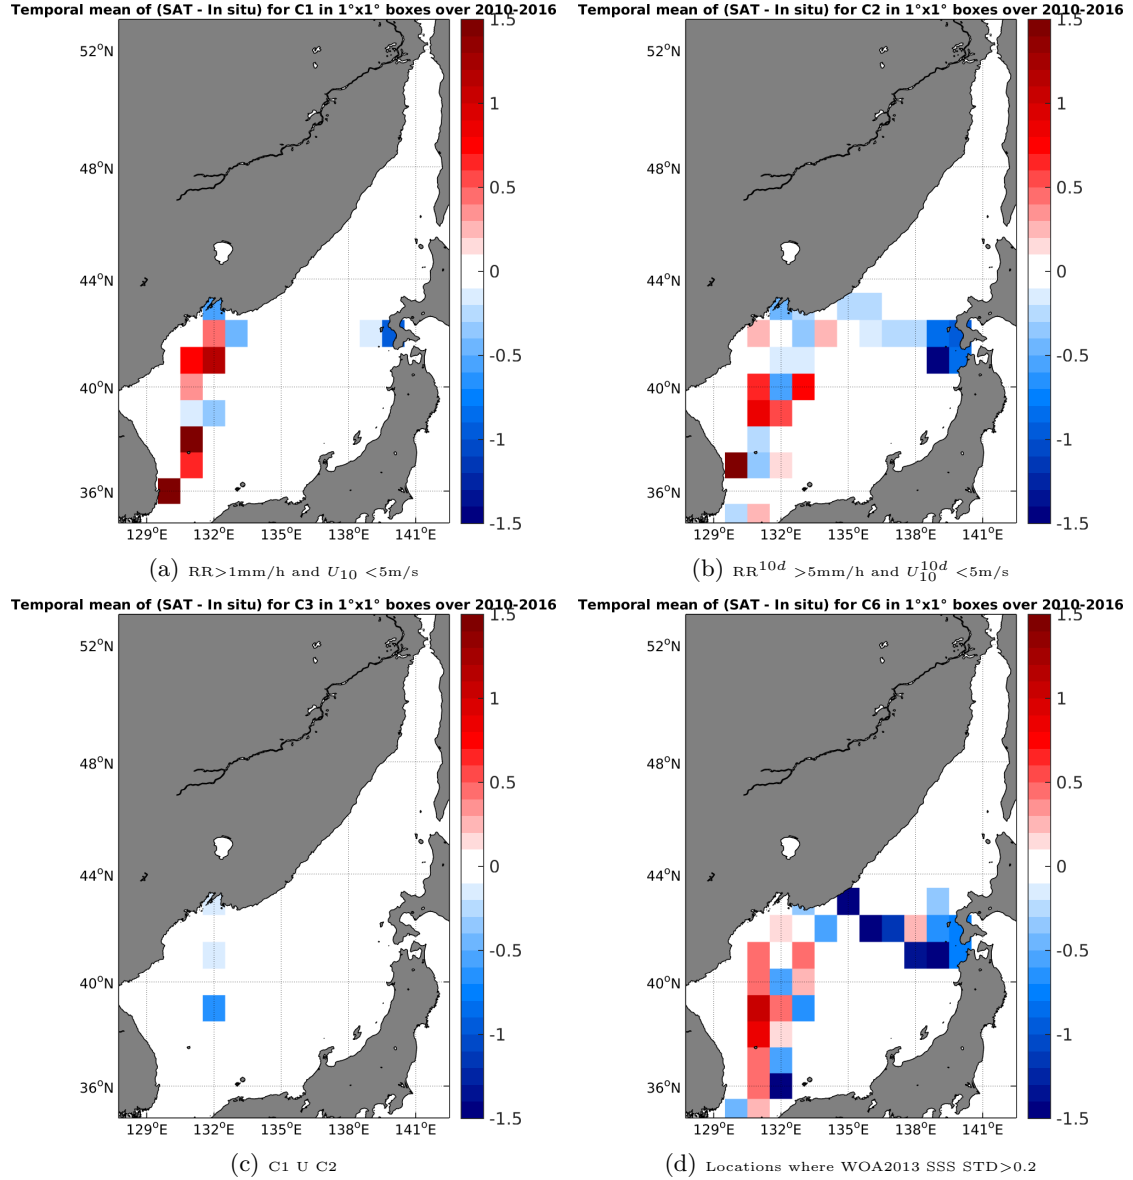 Temporal mean of (SAT - In situ) for C1 in 1°x1° boxes over 2010-2016
52°N
48°N
44°N
40°N
36°N
129°E 132°E 135°E 138°E 141°E
1.5
1
0.5
0
-0.5
-1
-1.5
(a) RR>1mm/h and U10 <5m/s
Temporal mean of (SAT - In situ) for C2 in 1°x1° boxes over 2010-2016
52°N
48°N
44°N
40°N
36°N
129°E 132°E 135°E 138°E 141°E
1.5
1
0.5
0
-0.5
-1
-1.5
(b) RR10d >5mm/h and U10d10 <5m/s
Temporal mean of (SAT - In situ) for C3 in 1°x1° boxes over 2010-2016
52°N
48°N
44°N
40°N
36°N
129°E 132°E 135°E 138°E 141°E
1.5
1
0.5
0
-0.5
-1
-1.5
(c) C1 U C2
Temporal mean of (SAT - In situ) for C6 in 1°x1° boxes over 2010-2016
52°N
48°N
44°N
40°N
36°N
129°E 132°E 135°E 138°E 141°E
1.5
1
0.5
0
-0.5
-1
-1.5
(d) Locations where WOA2013 SSS STD>0.2